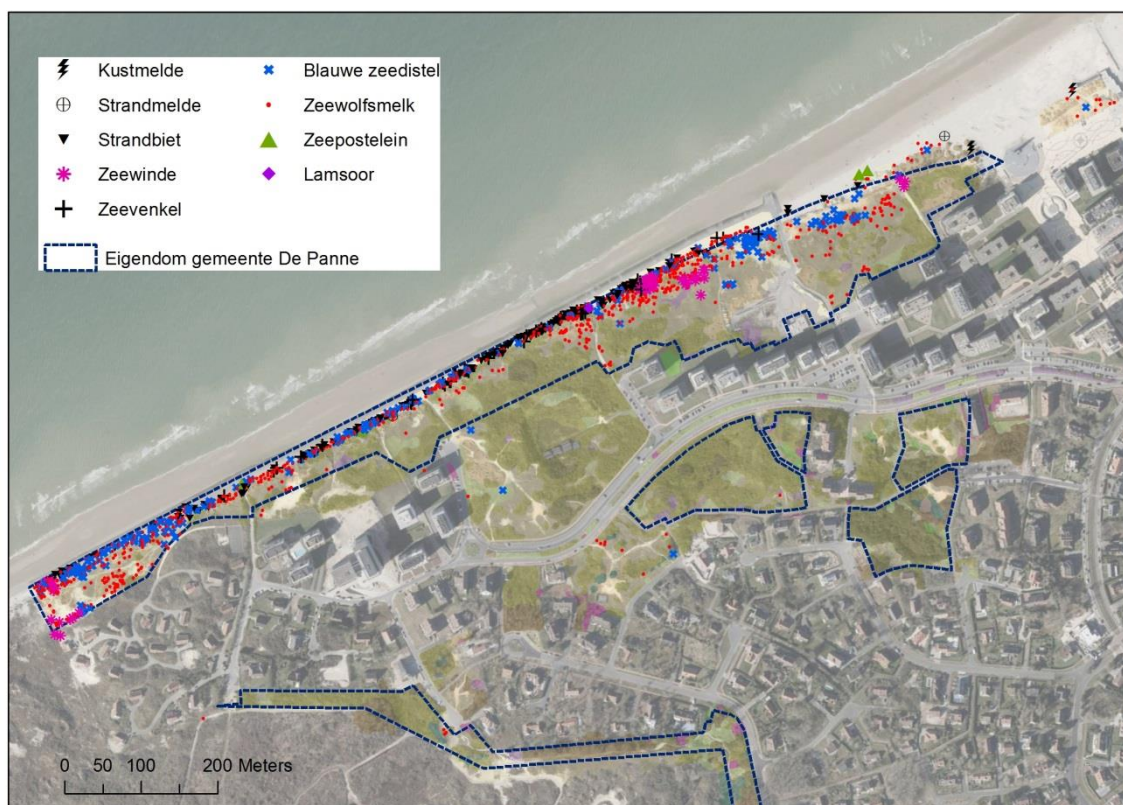 Kustmelde
Strandmelde
Strandbiet
Zeewinde
Zeevenkel
Blauwe zeedistel
Zeewolfsmelk
Zeepostelein
Lamsoor
Eigendom gemeente De Panne
0 50 100 200 Meters